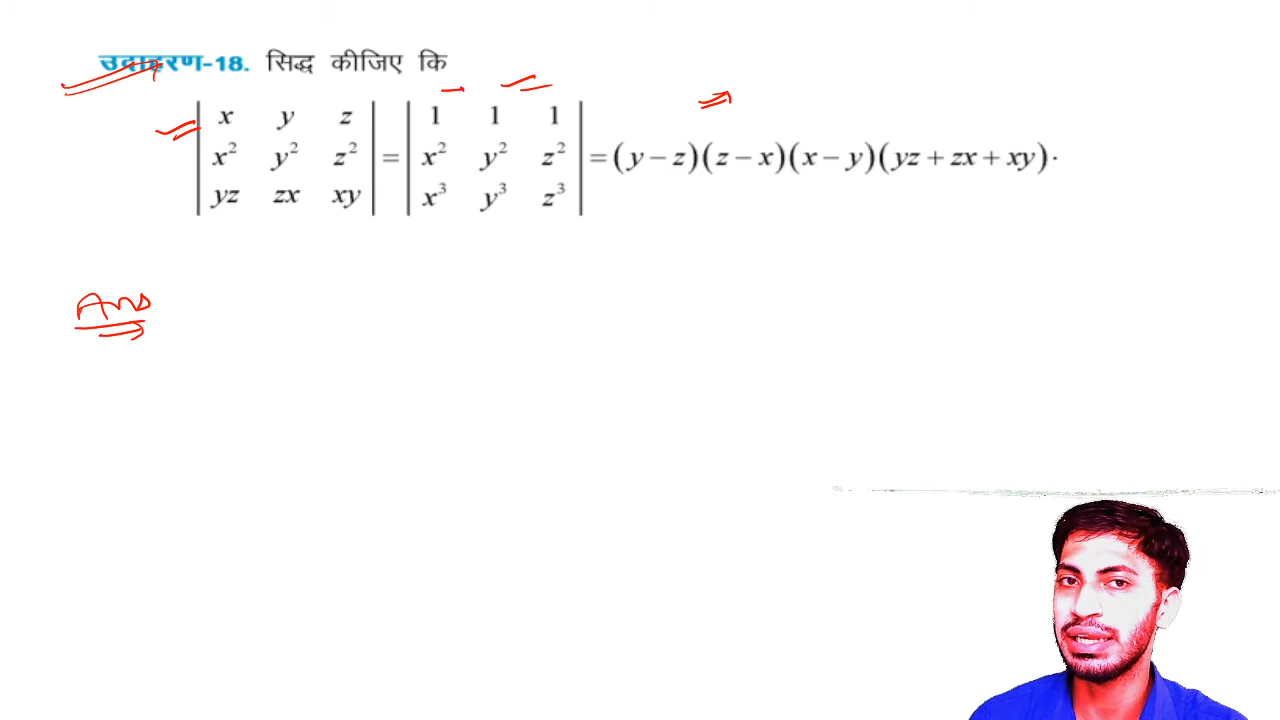 उदाहरण-18. सिद्ध कीजिए कि
| x y z | | 1 1 1 |
| x² y² z² | = | x² y² z² | = (y − z)(z − x)(x − y)(yz + zx + xy).
| yz zx xy | | x³ y³ z³ |
Ans